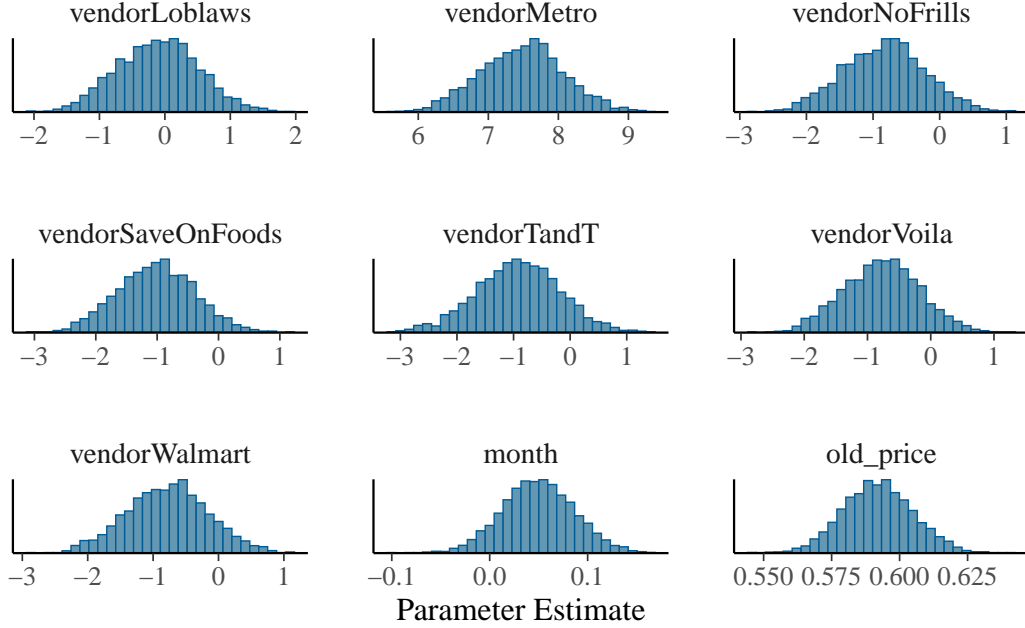 vendorLoblaws vendorMetro vendorNoFrills
−2 −1 0 1 2 6 7 8 9 −3 −2 −1 0 1
vendorSaveOnFoods vendorTandT vendorVoila
−3 −2 −1 0 1 −3 −2 −1 0 1 −3 −2 −1 0 1
vendorWalmart month old_price
−3 −2 −1 0 1 −0.1 0.0 0.1 0.550 0.575 0.600 0.625
Parameter Estimate